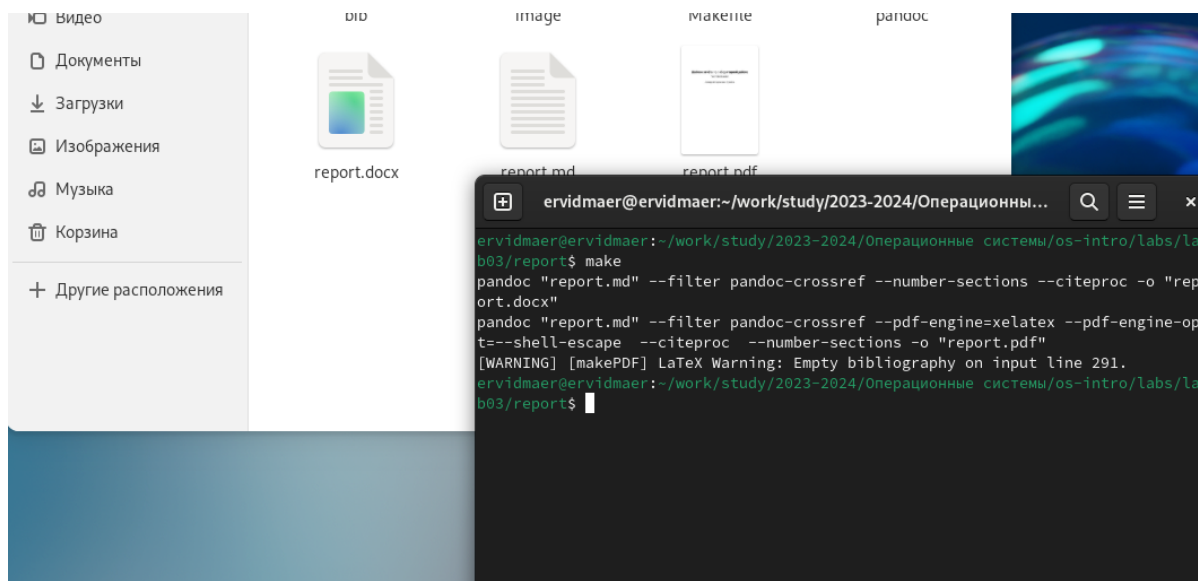 Видео
bib
image
Makefile
pandoc
Документы
Загрузки
Изображения
Музыка
Корзина
Другие расположения
report.docx
report.md
report.pdf
ervidmaer@ervidmaer:~/work/study/2023-2024/Операционны...
ervidmaer@ervidmaer:~/work/study/2023-2024/Операционные системы/os-intro/labs/la
b03/report$ make
pandoc "report.md" --filter pandoc-crossref --number-sections --citeproc -o "rep
ort.docx"
pandoc "report.md" --filter pandoc-crossref --pdf-engine=xelatex --pdf-engine-op
t=--shell-escape  --citeproc  --number-sections -o "report.pdf"
[WARNING] [makePDF] LaTeX Warning: Empty bibliography on input line 291.
ervidmaer@ervidmaer:~/work/study/2023-2024/Операционные системы/os-intro/labs/la
b03/report$